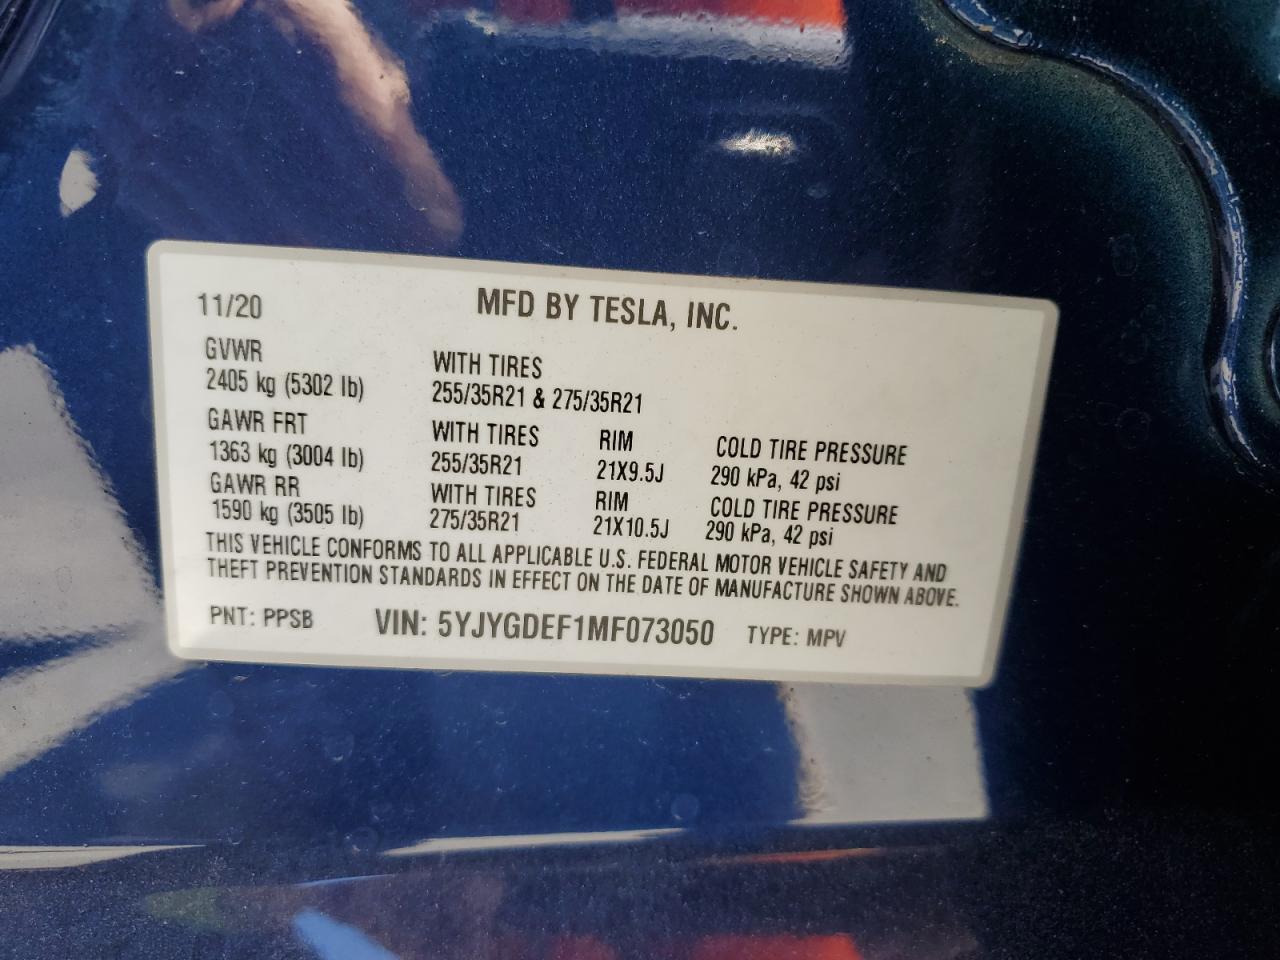 11/20 MFD BY TESLA, INC.
GVWR WITH TIRES
2405 kg (5302 lb) 255/35R21 & 275/35R21
GAWR FRT WITH TIRES RIM COLD TIRE PRESSURE
1363 kg (3004 lb) 255/35R21 21X9.5J 290 kPa, 42 psi
GAWR RR WITH TIRES RIM COLD TIRE PRESSURE
1590 kg (3505 lb) 275/35R21 21X10.5J 290 kPa, 42 psi
THIS VEHICLE CONFORMS TO ALL APPLICABLE U.S. FEDERAL MOTOR VEHICLE SAFETY AND
THEFT PREVENTION STANDARDS IN EFFECT ON THE DATE OF MANUFACTURE SHOWN ABOVE.
PNT: PPSB VIN: 5YJYGDEF1MF073050 TYPE: MPV